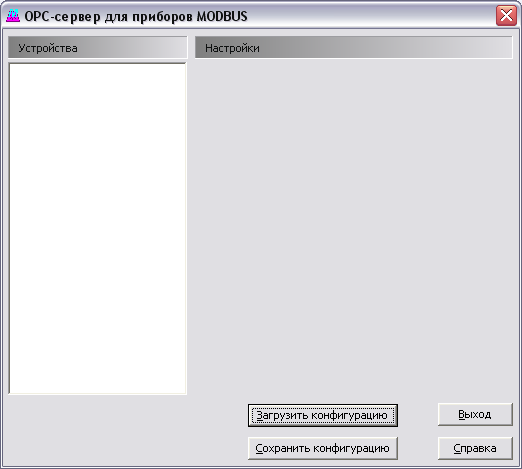 OPC-сервер для приборов MODBUS
Устройства Настройки
Загрузить конфигурацию Выход
Сохранить конфигурацию Справка